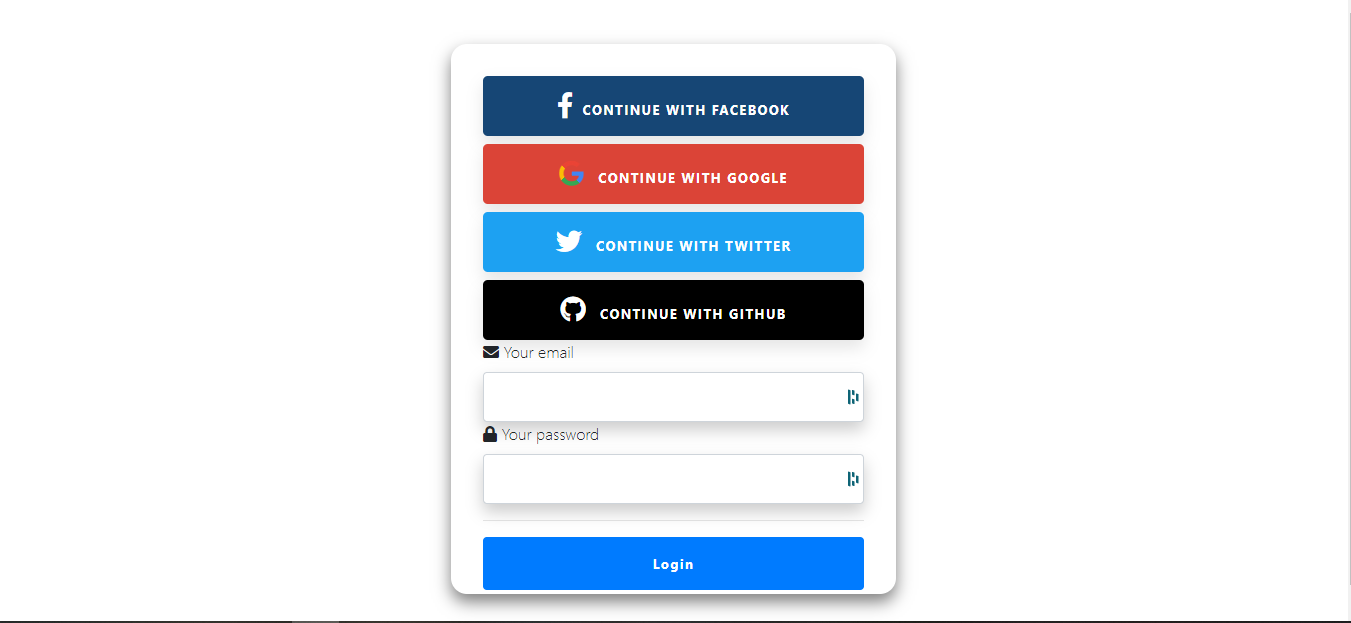 CONTINUE WITH FACEBOOK
CONTINUE WITH GOOGLE
CONTINUE WITH TWITTER
CONTINUE WITH GITHUB
Your email
Your password
Login